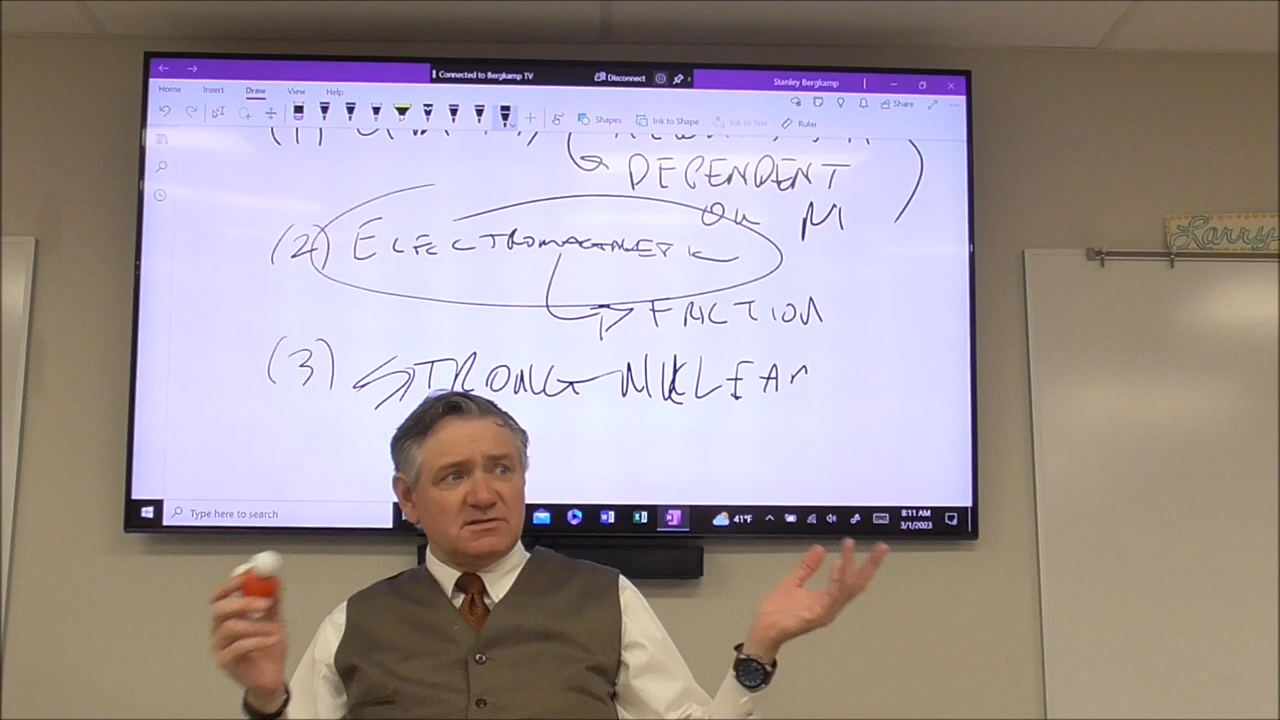 Connected to Bergkamp TV
Disconnect
Stanley Bergkamp
Home Insert Draw View Help
Share
Shapes
Ink to Shape
Ink to Text
Ruler
(1)
DEPENDENT
ON M
(2) ELECTROMAGNETIC
FRICTION
(3) STRONG NUCLEAR
Larry
Type here to search
41°F
8:11 AM
3/1/2023